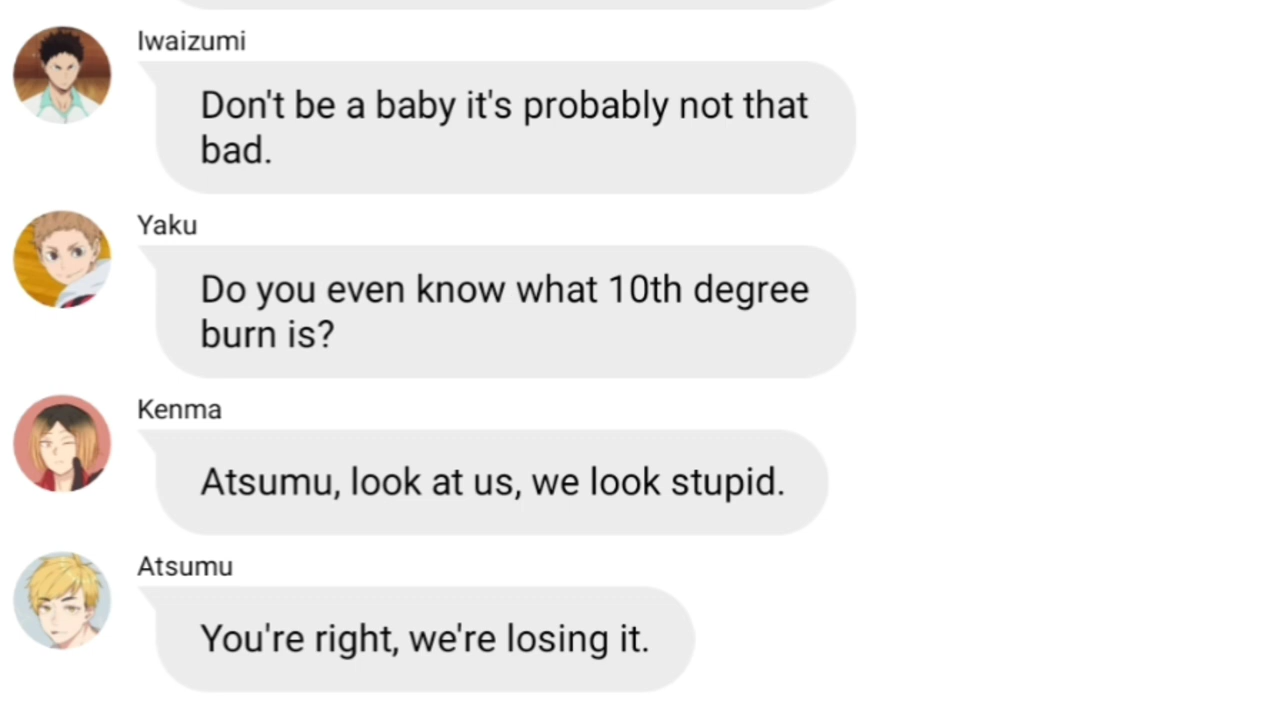 Iwaizumi
Don't be a baby it's probably not that
bad.
Yaku
Do you even know what 10th degree
burn is?
Kenma
Atsumu, look at us, we look stupid.
Atsumu
You're right, we're losing it.